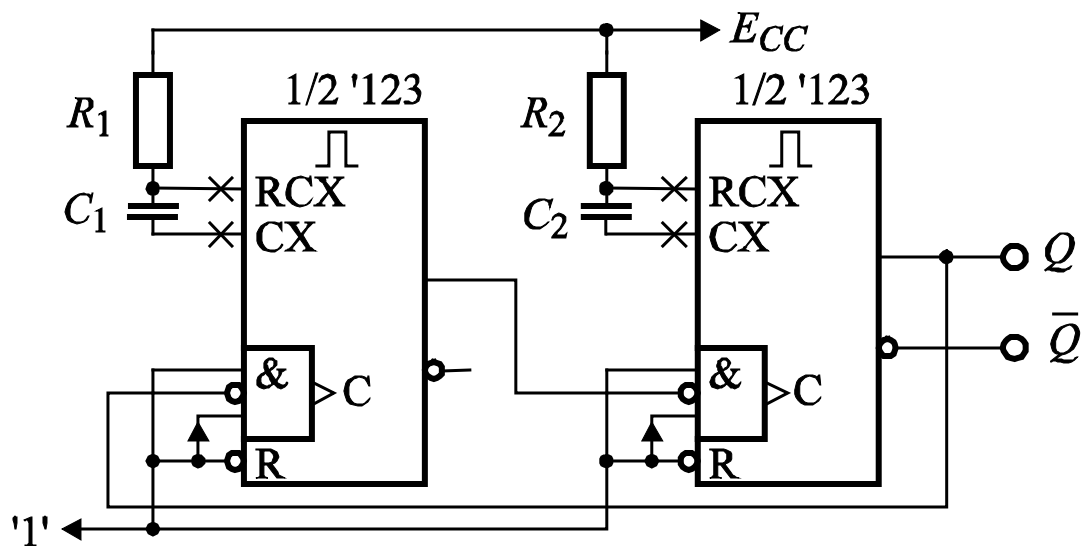 E_CC
1/2 '123
1/2 '123
R1
R2
RCX
RCX
C1
C2
CX
CX
Q
Q̅
&
&
C
C
R
R
'1'